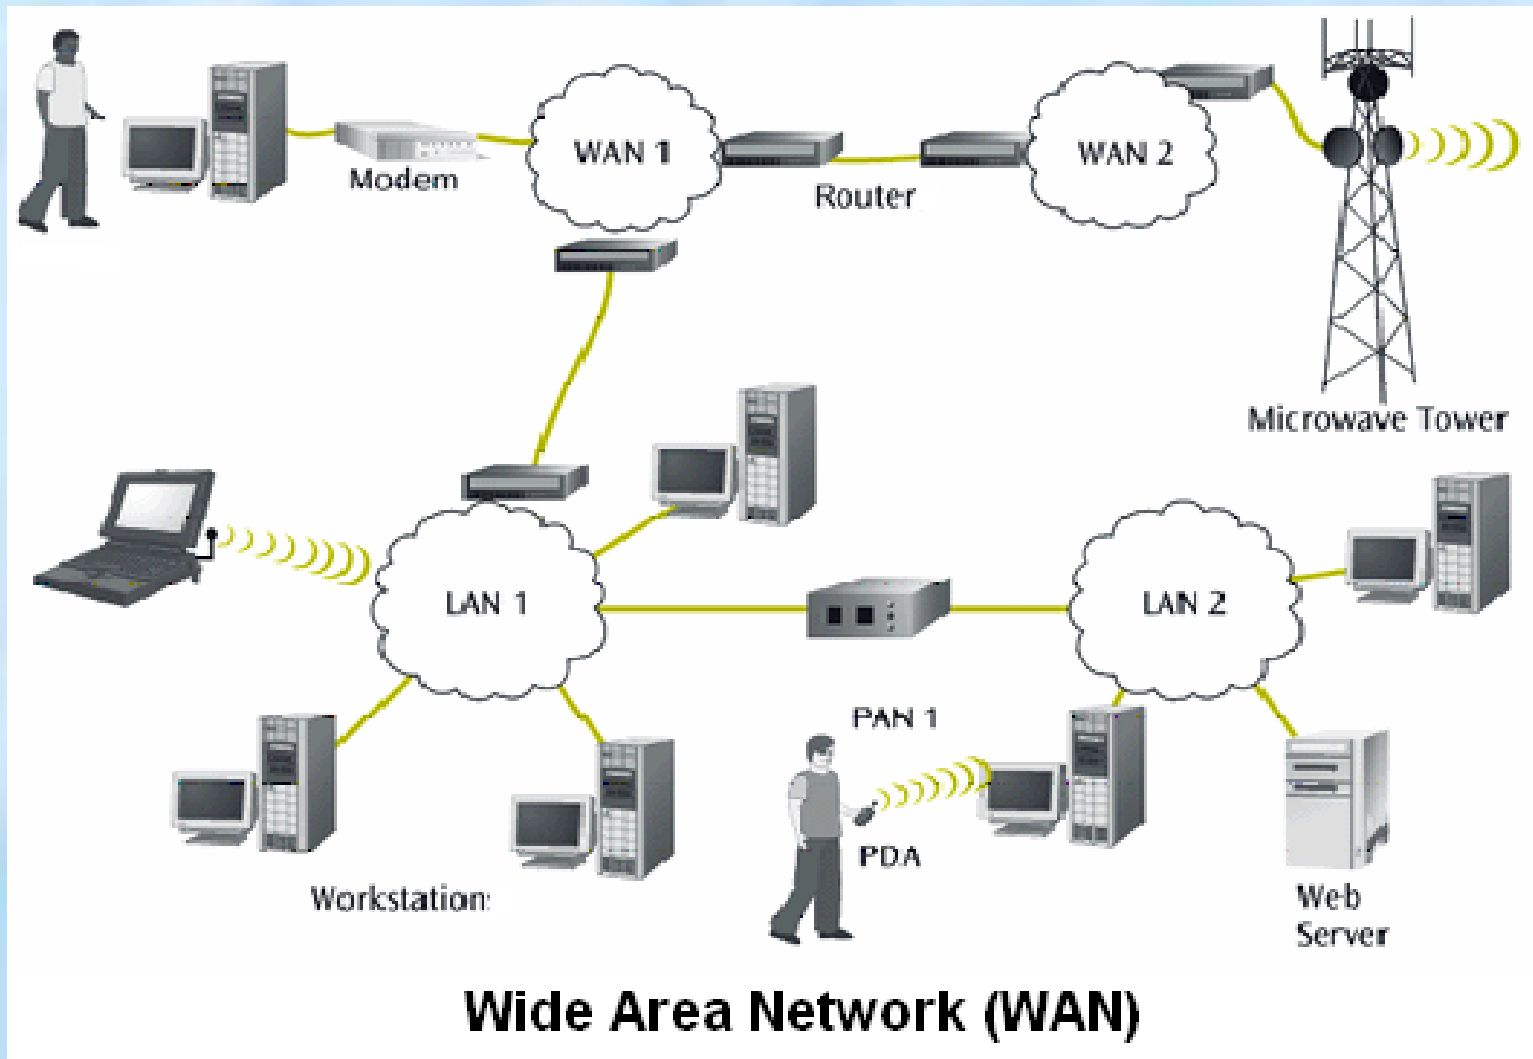 WAN 1
WAN 2
Modem
Router
Microwave Tower
LAN 1
LAN 2
PAN 1
PDA
Workstation:
Web
Server
Wide Area Network (WAN)